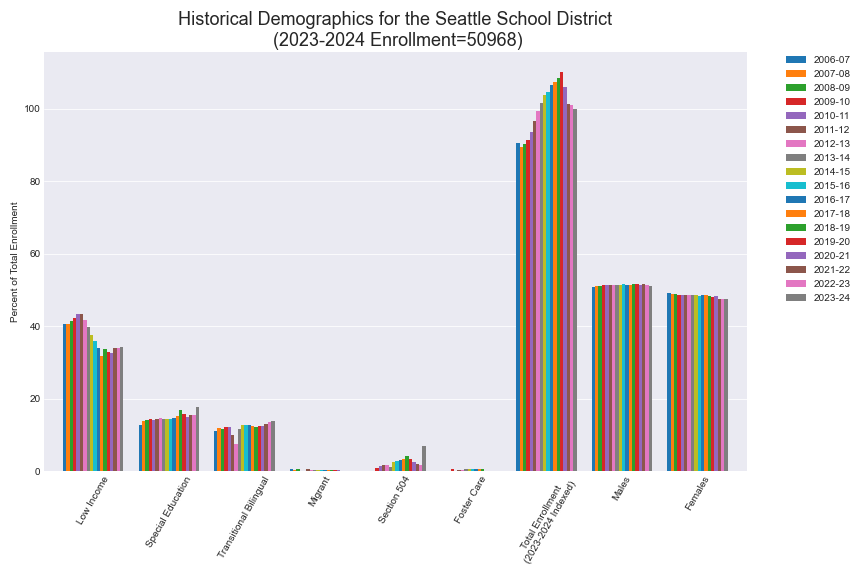 Historical Demographics for the Seattle School District
(2023-2024 Enrollment=50968)
Percent of Total Enrollment
100
80
60
40
20
0
Low Income
Special Education
Transitional Bilingual
Migrant
Section 504
Foster Care
Total Enrollment
(2023-2024 Indexed)
Males
Females
2006-07
2007-08
2008-09
2009-10
2010-11
2011-12
2012-13
2013-14
2014-15
2015-16
2016-17
2017-18
2018-19
2019-20
2020-21
2021-22
2022-23
2023-24